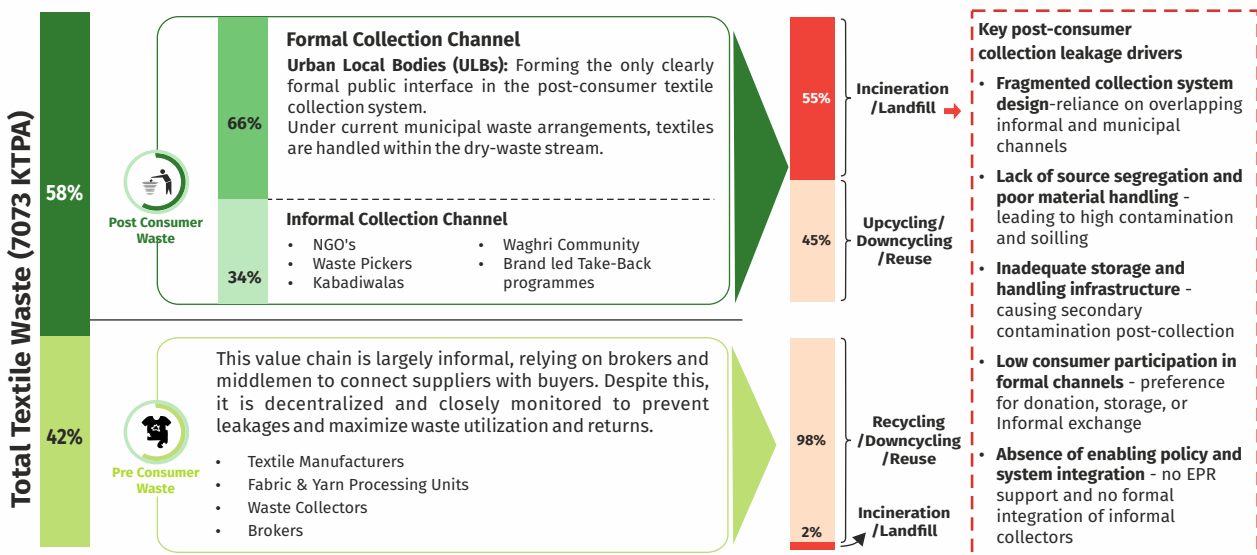 Total Textile Waste (7073 KTPA)
58%
42%
Post Consumer
Waste
66%
34%
Formal Collection Channel
Urban Local Bodies (ULBs): Forming the only clearly
formal public interface in the post-consumer textile
collection system.
Under current municipal waste arrangements, textiles
are handled within the dry-waste stream.
Informal Collection Channel
• NGO's
• Waste Pickers
• Kabadiwalas
• Waghri Community
• Brand led Take-Back
programmes
55%
45%
Incineration
/Landfill
Upcycling/
Downcycling
/Reuse
Pre Consumer
Waste
This value chain is largely informal, relying on brokers and
middlemen to connect suppliers with buyers. Despite this,
it is decentralized and closely monitored to prevent
leakages and maximize waste utilization and returns.
• Textile Manufacturers
• Fabric & Yarn Processing Units
• Waste Collectors
• Brokers
98%
2%
Recycling
/Downcycling
/Reuse
Incineration
/Landfill
Key post-consumer
collection leakage drivers
• Fragmented collection system
design-reliance on overlapping
informal and municipal
channels
• Lack of source segregation and
poor material handling -
leading to high contamination
and soilling
• Inadequate storage and
handling infrastructure -
causing secondary
contamination post-collection
• Low consumer participation in
formal channels - preference
for donation, storage, or
Informal exchange
• Absence of enabling policy and
system integration - no EPR
support and no formal
integration of informal
collectors